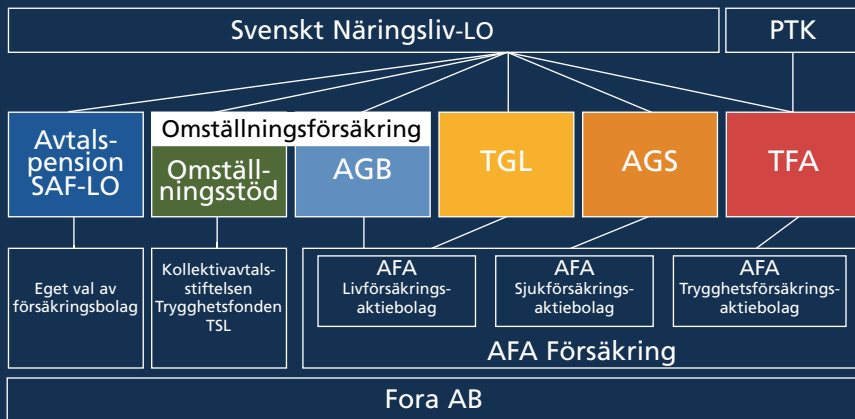 Svenskt Näringsliv-LO
PTK
Omställningsförsäkring
Avtals-
pension
SAF-LO
Omställ-
ningsstöd
AGB
TGL
AGS
TFA
Eget val av
försäkringsbolag
Kollektivavtals-
stiftelsen
Trygghetsfonden
TSL
AFA
Livförsäkrings-
aktiebolag
AFA
Sjukförsäkrings-
aktiebolag
AFA
Trygghetsförsäkrings-
aktiebolag
AFA Försäkring
Fora AB